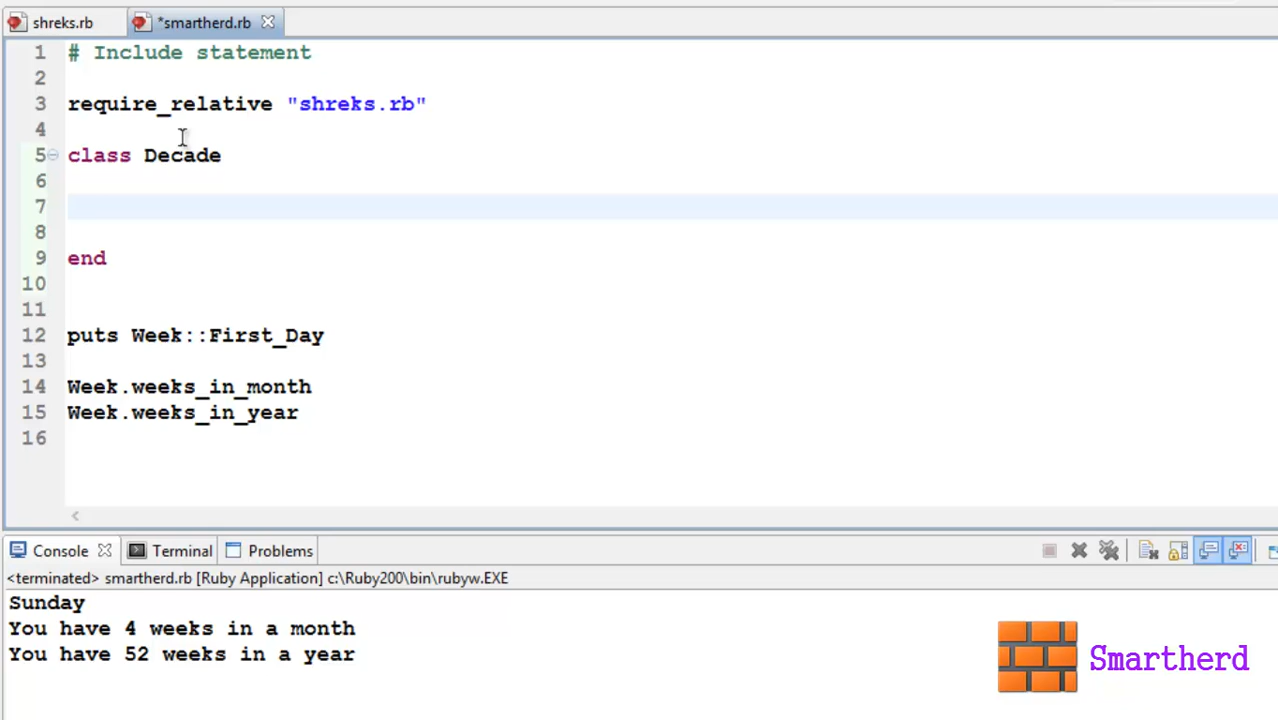 shreks.rb
*smartherd.rb
1 # Include statement
2
3 require_relative "shreks.rb"
4
5 class Decade
6
7
8
9 end
10
11
12 puts Week::First_Day
13
14 Week.weeks_in_month
15 Week.weeks_in_year
16
Console Terminal Problems
<terminated> smartherd.rb [Ruby Application] c:\Ruby200\bin\rubyw.EXE
Sunday
You have 4 weeks in a month
You have 52 weeks in a year
Smartherd